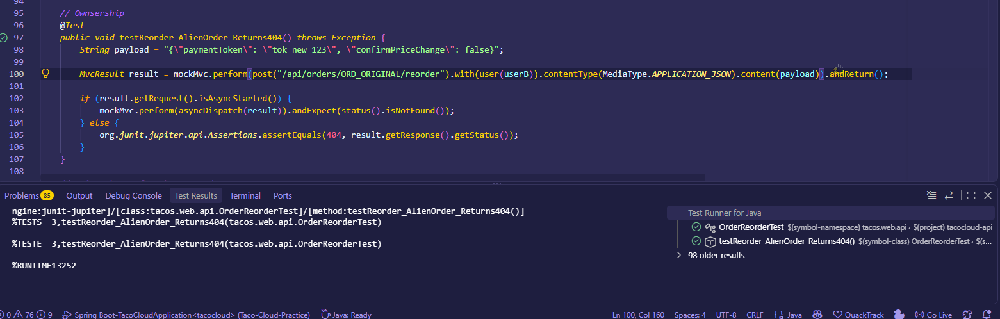 94
95 // Ownsership
96 @Test
97 public void testReorder_AlienOrder_Returns404() throws Exception {
98 String payload = "{\"paymentToken\": \"tok_new_123\", \"confirmPriceChange\": false}";
99
100 MvcResult result = mockMvc.perform(post("/api/orders/ORD_ORIGINAL/reorder").with(user(userB)).contentType(MediaType.APPLICATION_JSON).content(payload)).andReturn();
101
102 if (result.getRequest().isAsyncStarted()) {
103 mockMvc.perform(asyncDispatch(result)).andExpect(status().isNotFound());
104 } else {
105 org.junit.jupiter.api.Assertions.assertEquals(404, result.getResponse().getStatus());
106 }
107 }
108
Problems 85 Output Debug Console Test Results Terminal Ports
ngine:junit-jupiter]/[class:tacos.web.api.OrderReorderTest]/[method:testReorder_AlienOrder_Returns404()]
%TESTS 3,testReorder_AlienOrder_Returns404(tacos.web.api.OrderReorderTest)
%TESTE 3,testReorder_AlienOrder_Returns404(tacos.web.api.OrderReorderTest)
%RUNTIME13252
Test Runner for Java
OrderReorderTest $(symbol-namespace) tacos.web.api ‹ $(project) tacocloud-api
testReorder_AlienOrder_Returns404() $(symbol-class) OrderReorderTest ‹ $(s...
98 older results
0 76 9 Spring Boot-TacoCloudApplication<tacocloud> (Taco-Cloud-Practice) Java: Ready Ln 100, Col 160 Spaces: 4 UTF-8 CRLF {} Java QuackTrack Go Live